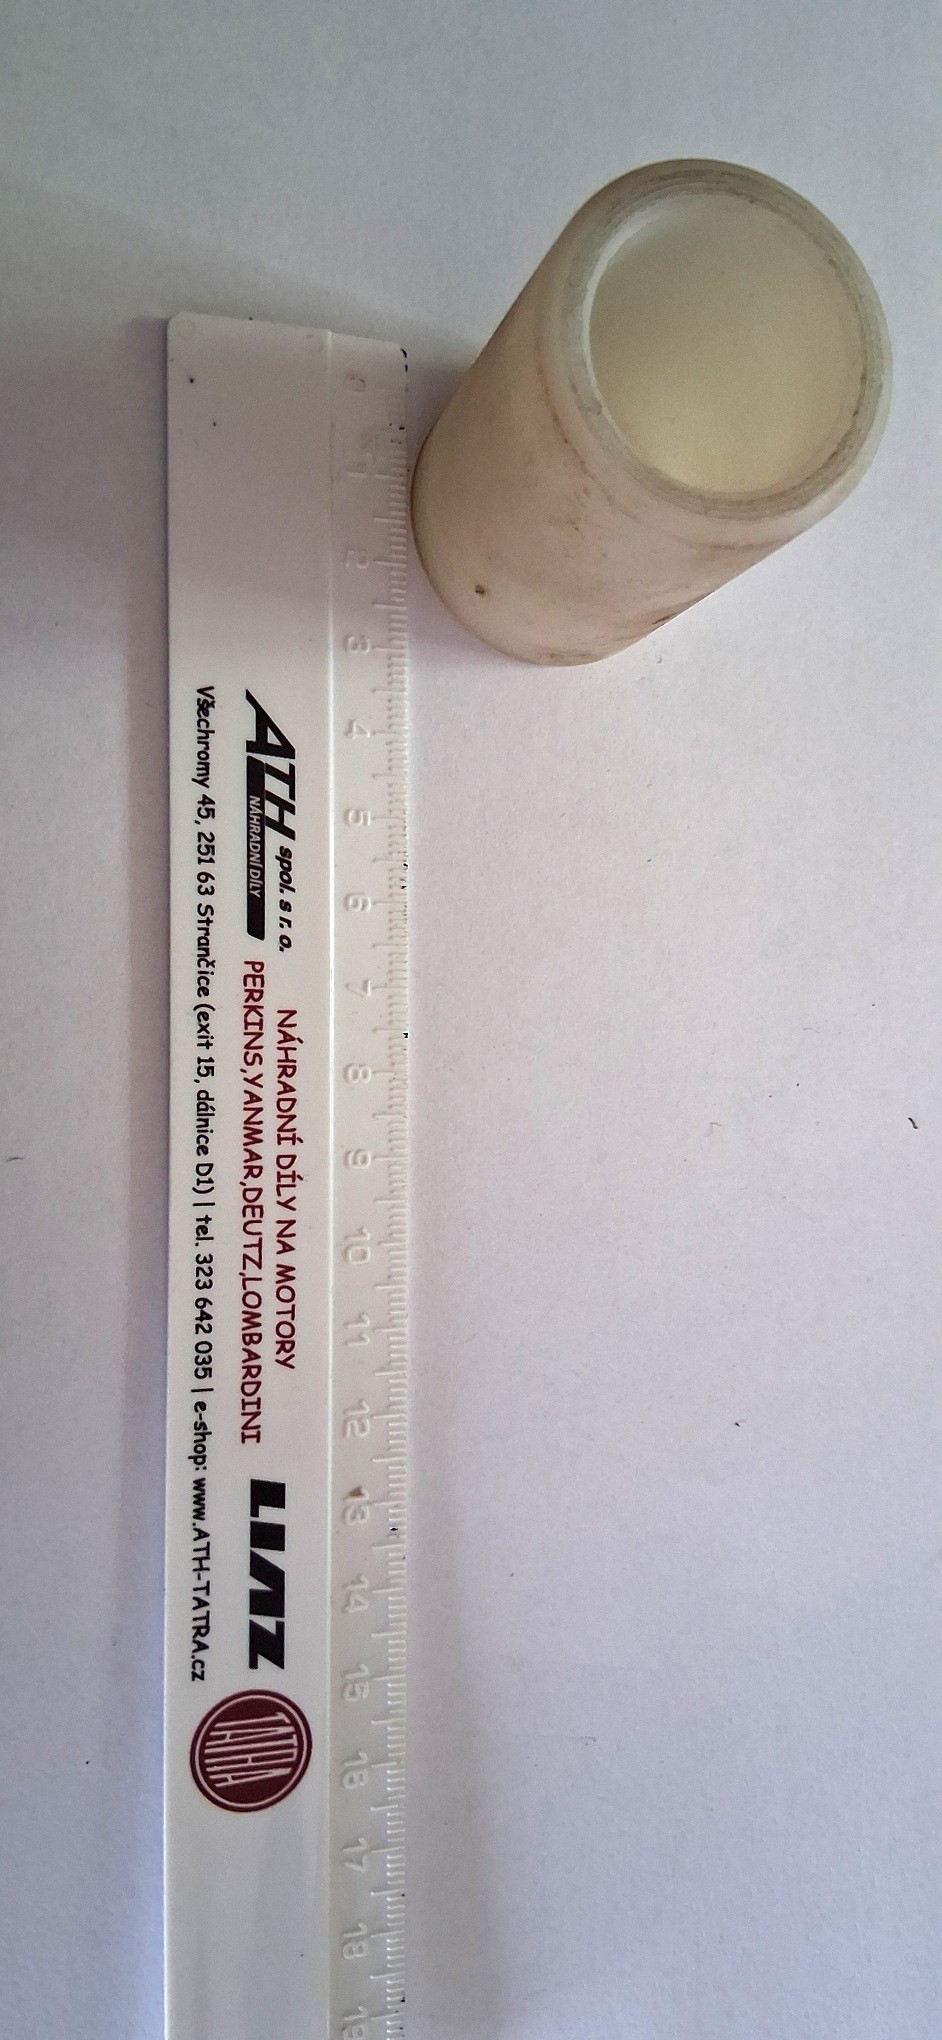 ATH spol. s r.o.
NÁHRADNÍ DÍLY
NÁHRADNÍ DÍLY NA MOTORY
PERKINS,YANMAR,DEUTZ,LOMBARDINI
LIAZ
TATRA
Všechromy 45, 251 63 Strančice (exit 15, dálnice D1) | tel. 323 642 035 | e-shop: www.ATH-TATRA.cz
0 1 2 3 4 5 6 7 8 9 10 11 12 13 14 15 16 17 18 19